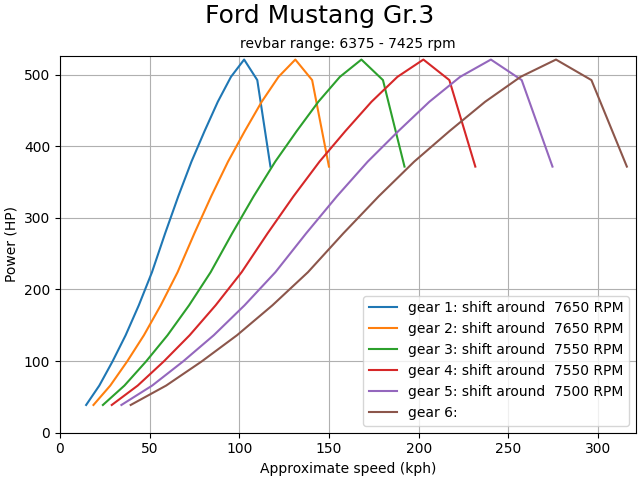 Ford Mustang Gr.3
revbar range: 6375 - 7425 rpm
500
400
300
200
100
0
Power (HP)
gear 1: shift around  7650 RPM
gear 2: shift around  7650 RPM
gear 3: shift around  7550 RPM
gear 4: shift around  7550 RPM
gear 5: shift around  7500 RPM
gear 6:
0 50 100 150 200 250 300
Approximate speed (kph)